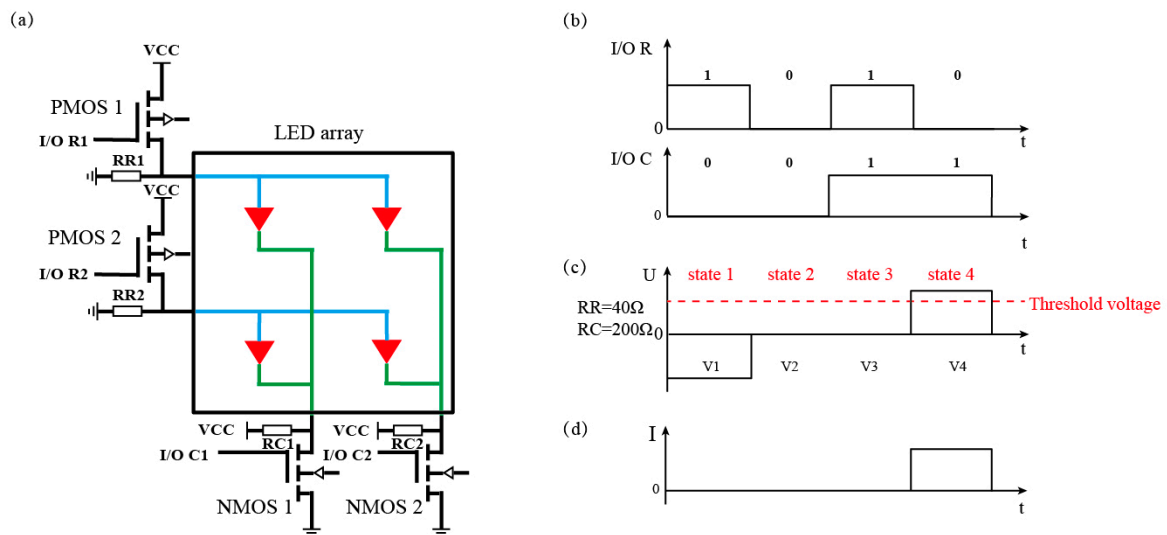 (a)
VCC
PMOS 1
I/O R1
RR1
VCC
PMOS 2
I/O R2
RR2
LED array
VCC
RC1
VCC
RC2
I/O C1
I/O C2
NMOS 1
NMOS 2
(b)
I/O R
1 0 1 0
0
t
I/O C
0 0 1 1
0
t
(c)
U
state 1 state 2 state 3 state 4
Threshold voltage
RR=40Ω
RC=200Ω
0
t
V1 V2 V3 V4
(d)
I
0
t